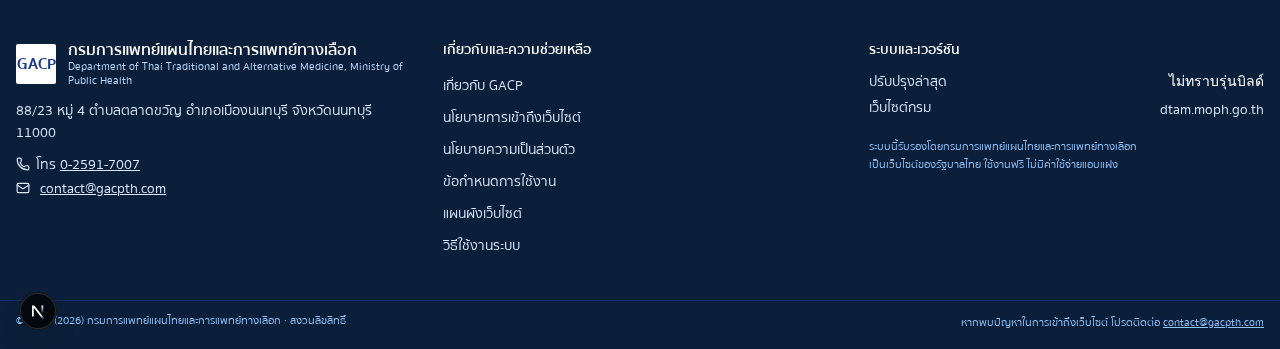 GACP
กรมการแพทย์แผนไทยและการแพทย์ทางเลือก
Department of Thai Traditional and Alternative Medicine, Ministry of
Public Health
88/23 หมู่ 4 ตำบลตลาดขวัญ อำเภอเมืองนนทบุรี จังหวัดนนทบุรี
11000
โทร 0-2591-7007
contact@gacpth.com
เกี่ยวกับและความช่วยเหลือ
เกี่ยวกับ GACP
นโยบายการเข้าถึงเว็บไซต์
นโยบายความเป็นส่วนตัว
ข้อกำหนดการใช้งาน
แผนผังเว็บไซต์
วิธีใช้งานระบบ
ระบบและเวอร์ชัน
ปรับปรุงล่าสุด ไม่ทราบรุ่นบิลด์
เว็บไซต์กรม dtam.moph.go.th
ระบบนี้รับรองโดยกรมการแพทย์แผนไทยและการแพทย์ทางเลือก
เป็นเว็บไซต์ของรัฐบาลไทย ใช้งานฟรี ไม่มีค่าใช้จ่ายแอบแฝง
N
© (2026) กรมการแพทย์แผนไทยและการแพทย์ทางเลือก · สงวนลิขสิทธิ์
หากพบปัญหาในการเข้าถึงเว็บไซต์ โปรดติดต่อ contact@gacpth.com